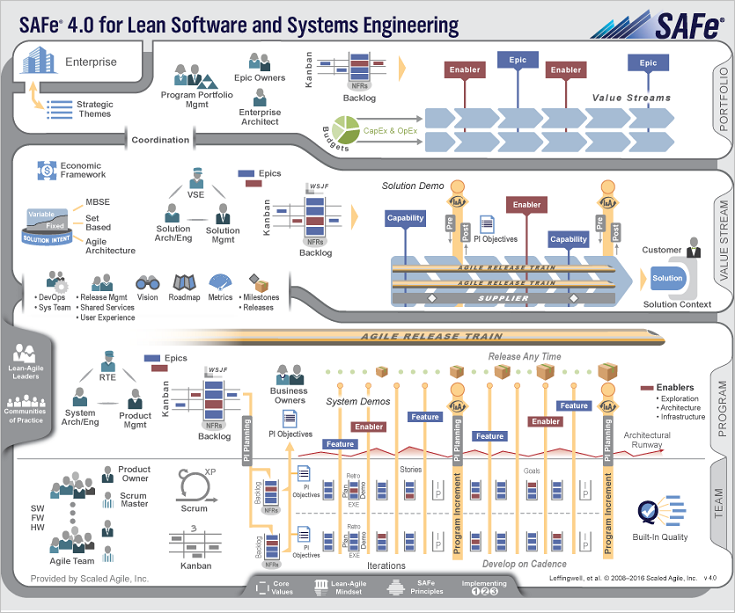 SAFe® 4.0 for Lean Software and Systems Engineering
SAFe®
Enterprise
Strategic
Themes
Program Portfolio
Mgmt
Epic Owners
Enterprise
Architect
Kanban
NFRs
Backlog
Enabler
Epic
Enabler
Epic
Value Streams
Budgets
CapEx & OpEx
PORTFOLIO
Coordination
Economic
Framework
MBSE
Set
Based
Agile
Architecture
Variable
Fixed
SOLUTION INTENT
VSE
Solution
Arch/Eng
Solution
Mgmt
Epics
Kanban
WSJF
NFRs
Backlog
Solution Demo
I&A
I&A
Capability
Pre
Post
PI Objectives
Enabler
Capability
Pre
Post
Customer
AGILE RELEASE TRAIN
AGILE RELEASE TRAIN
SUPPLIER
Solution
Solution Context
VALUE STREAM
• DevOps
• Sys Team
• Release Mgmt
• Shared Services
• User Experience
Vision
Roadmap
Metrics
• Milestones
• Releases
AGILE RELEASE TRAIN
Lean-Agile
Leaders
Communities
of Practice
RTE
System
Arch/Eng
Product
Mgmt
Epics
Kanban
WSJF
NFRs
Backlog
Business
Owners
PI Objectives
Release Any Time
System Demos
I&A
I&A
Feature
Enabler
Feature
Feature
Enabler
Feature
Enablers
• Exploration
• Architecture
• Infrastructure
Architectural
Runway
PROGRAM
PI Planning
PI Planning
PI Planning
Product
Owner
Scrum
Master
SW
FW
HW
Agile Team
XP
Scrum
3
Kanban
Backlog
NFRs
PI
Objectives
Plan
Retro
Demo
EXE
Stories
I
P
Goals
I
P
Backlog
NFRs
PI
Objectives
Plan
Retro
Demo
EXE
I
P
I
P
Program Increment
Program Increment
Built-In Quality
TEAM
Iterations
Develop on Cadence
Provided by Scaled Agile, Inc.
Leffingwell, et al. © 2008–2016 Scaled Agile, Inc. v 4.0
Core
Values
Lean-Agile
Mindset
SAFe
Principles
Implementing
1 2 3